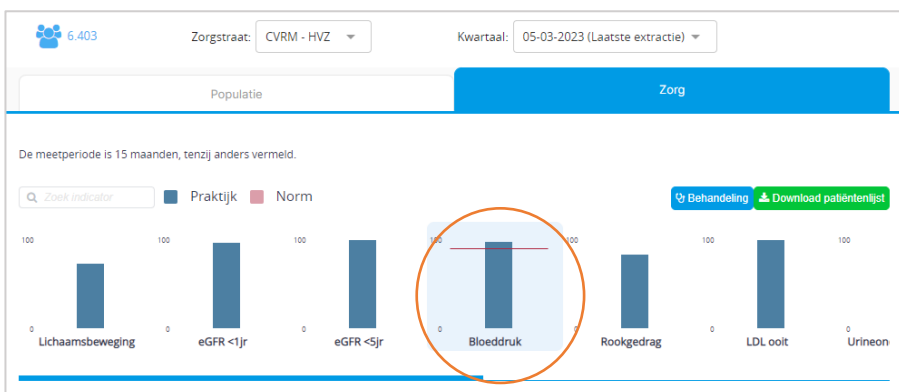 6.403 Zorgstraat: CVRM - HVZ Kwartaal: 05-03-2023 (Laatste extractie)
Populatie Zorg
De meetperiode is 15 maanden, tenzij anders vermeld.
Zoek indicator Praktijk Norm Behandeling Download patiëntenlijst
100 100 100 100 100 100 100
0 0 0 0 0 0 0
Lichaamsbeweging eGFR <1jr eGFR <5jr Bloeddruk Rookgedrag LDL ooit Urineon